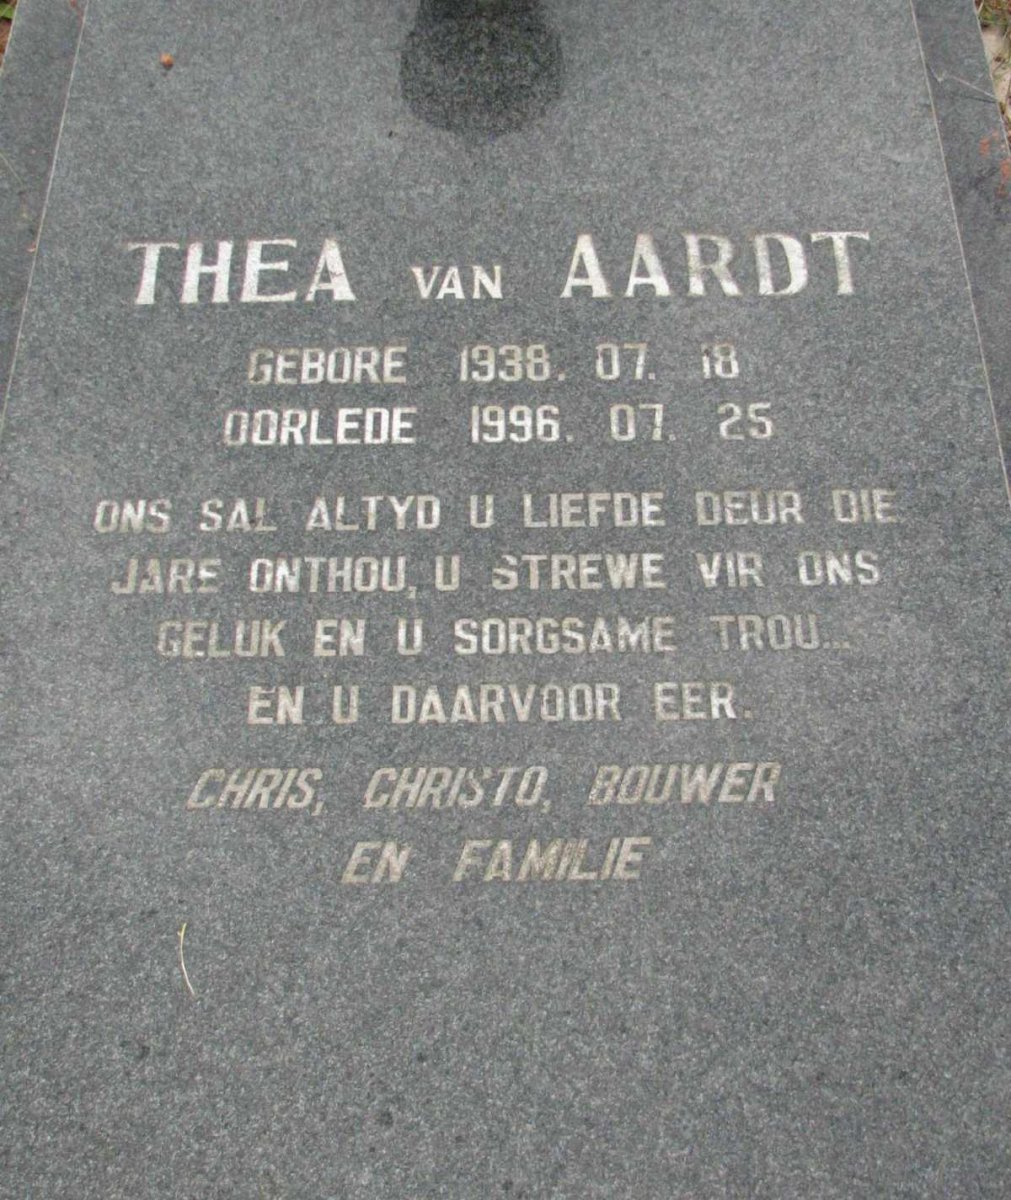 THEA VAN AARDT
GEBORE 1938. 07. 18
OORLEDE 1996. 07. 25
ONS SAL ALTYD U LIEFDE DEUR DIE
JARE ONTHOU, U STREWE VIR ONS
GELUK EN U SORGSAME TROU...
EN U DAARVOOR EER.
CHRIS, CHRISTO, BOUWER
EN FAMILIE